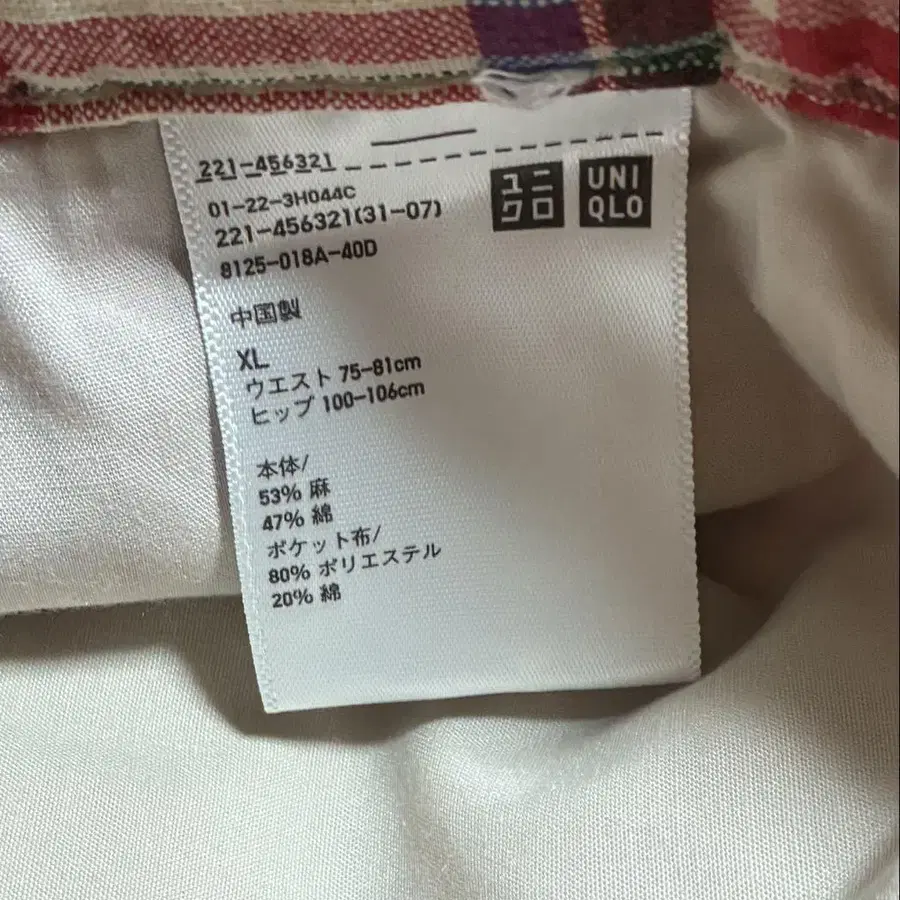 221-456321
ユニ
クロ
UNI
QLO
01-22-3H044C
221-456321(31-07)
8125-018A-40D
中国製
XL
ウエスト 75-81cm
ヒップ 100-106cm
本体/
53% 麻
47% 綿
ポケット布/
80% ポリエステル
20% 綿